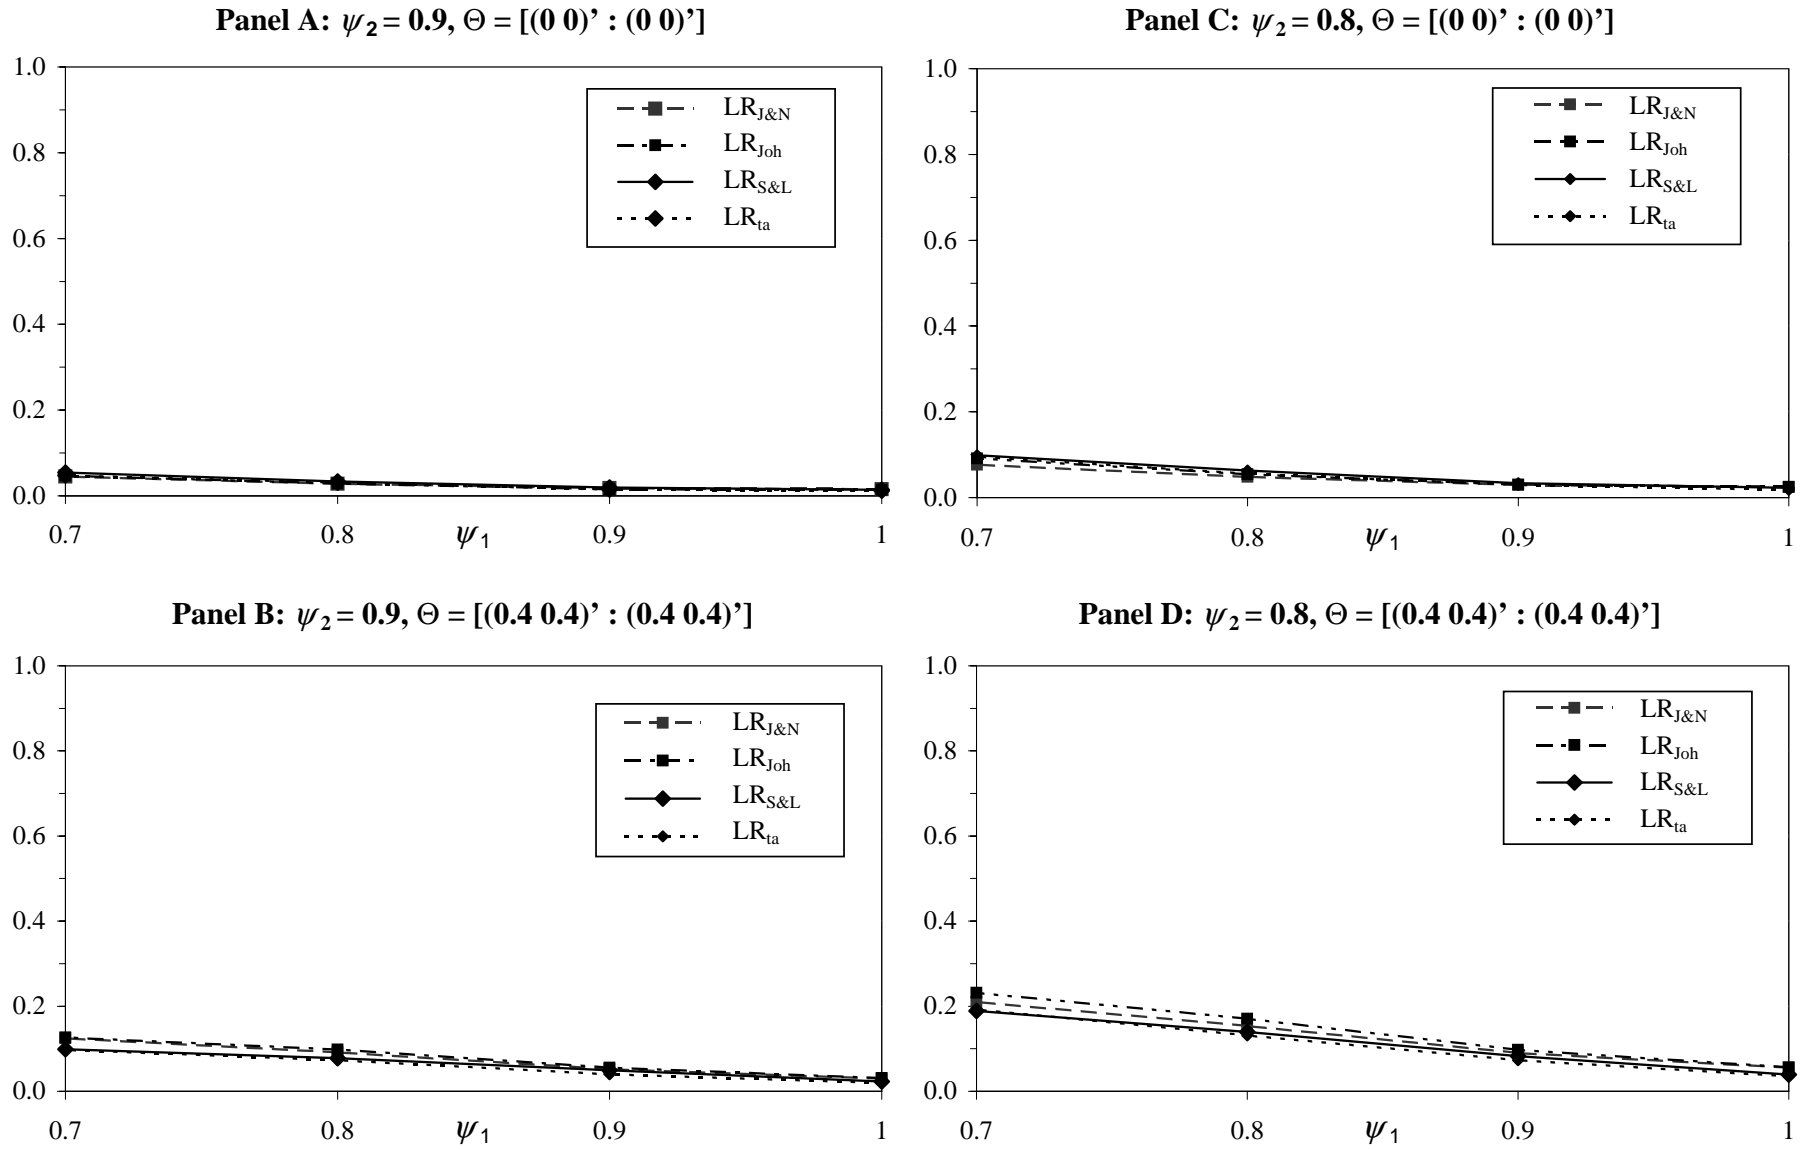 Panel A: ψ2 = 0.9, Θ = [(0 0)’ : (0 0)’]
1.0
0.8
0.6
0.4
0.2
0.0
0.7 0.8 ψ1 0.9 1
LRJ&N
LRJoh
LRS&L
LRta
Panel C: ψ2 = 0.8, Θ = [(0 0)’ : (0 0)’]
1.0
0.8
0.6
0.4
0.2
0.0
0.7 0.8 ψ1 0.9 1
LRJ&N
LRJoh
LRS&L
LRta
Panel B: ψ2 = 0.9, Θ = [(0.4 0.4)’ : (0.4 0.4)’]
1.0
0.8
0.6
0.4
0.2
0.0
0.7 0.8 ψ1 0.9 1
LRJ&N
LRJoh
LRS&L
LRta
Panel D: ψ2 = 0.8, Θ = [(0.4 0.4)’ : (0.4 0.4)’]
1.0
0.8
0.6
0.4
0.2
0.0
0.7 0.8 ψ1 0.9 1
LRJ&N
LRJoh
LRS&L
LRta